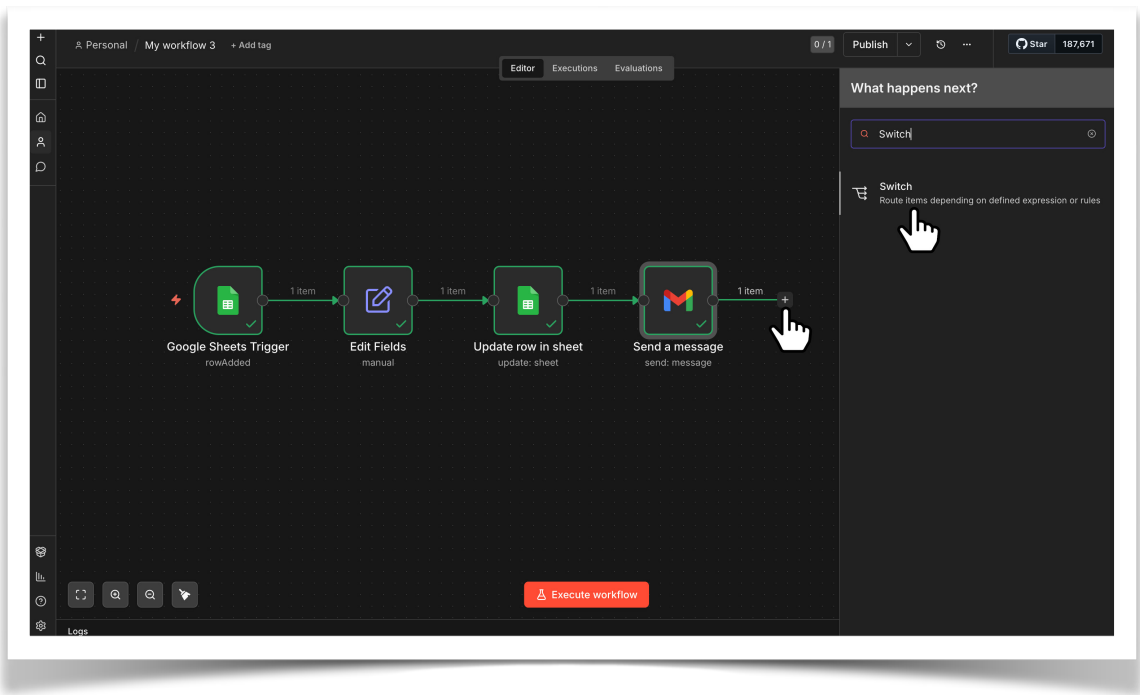 Personal / My workflow 3 + Add tag
0 / 1
Publish
Star 187,671
Editor Executions Evaluations
What happens next?
Switch
Switch
Route items depending on defined expression or rules
1 item
1 item
1 item
1 item
Google Sheets Trigger
rowAdded
Edit Fields
manual
Update row in sheet
update: sheet
Send a message
send: message
Execute workflow
Logs